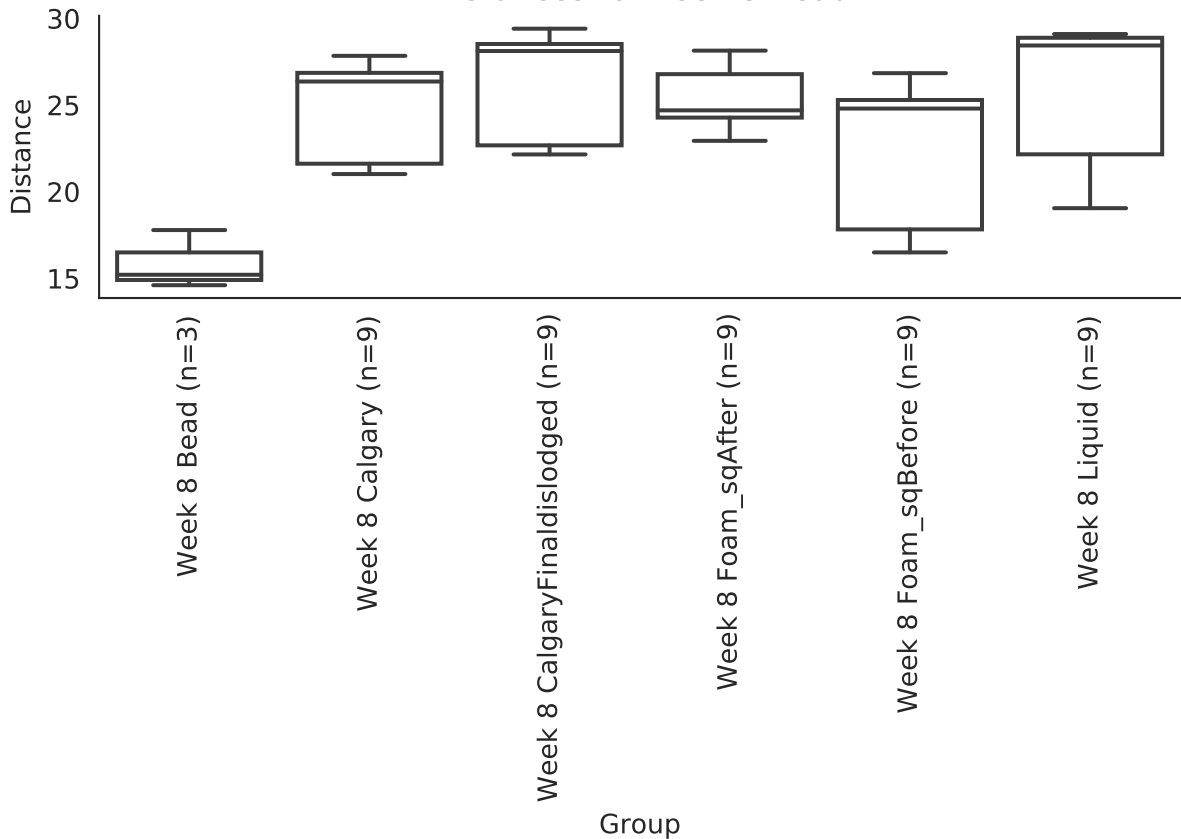 30
25
20
15
Distance
Week 8 Bead (n=3)
Week 8 Calgary (n=9)
Week 8 CalgaryFinaldislodged (n=9)
Week 8 Foam_sqAfter (n=9)
Week 8 Foam_sqBefore (n=9)
Week 8 Liquid (n=9)
Group